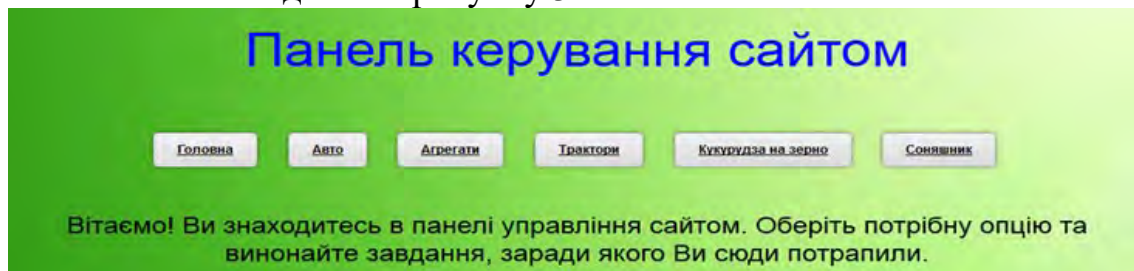 Панель керування сайтом
Головна Авто Агрегати Трактори Кукурудза на зерно Соняшник
Вітаємо! Ви знаходитесь в панелі управління сайтом. Оберіть потрібну опцію та
винонайте завдання, заради якого Ви сюди потрапили.